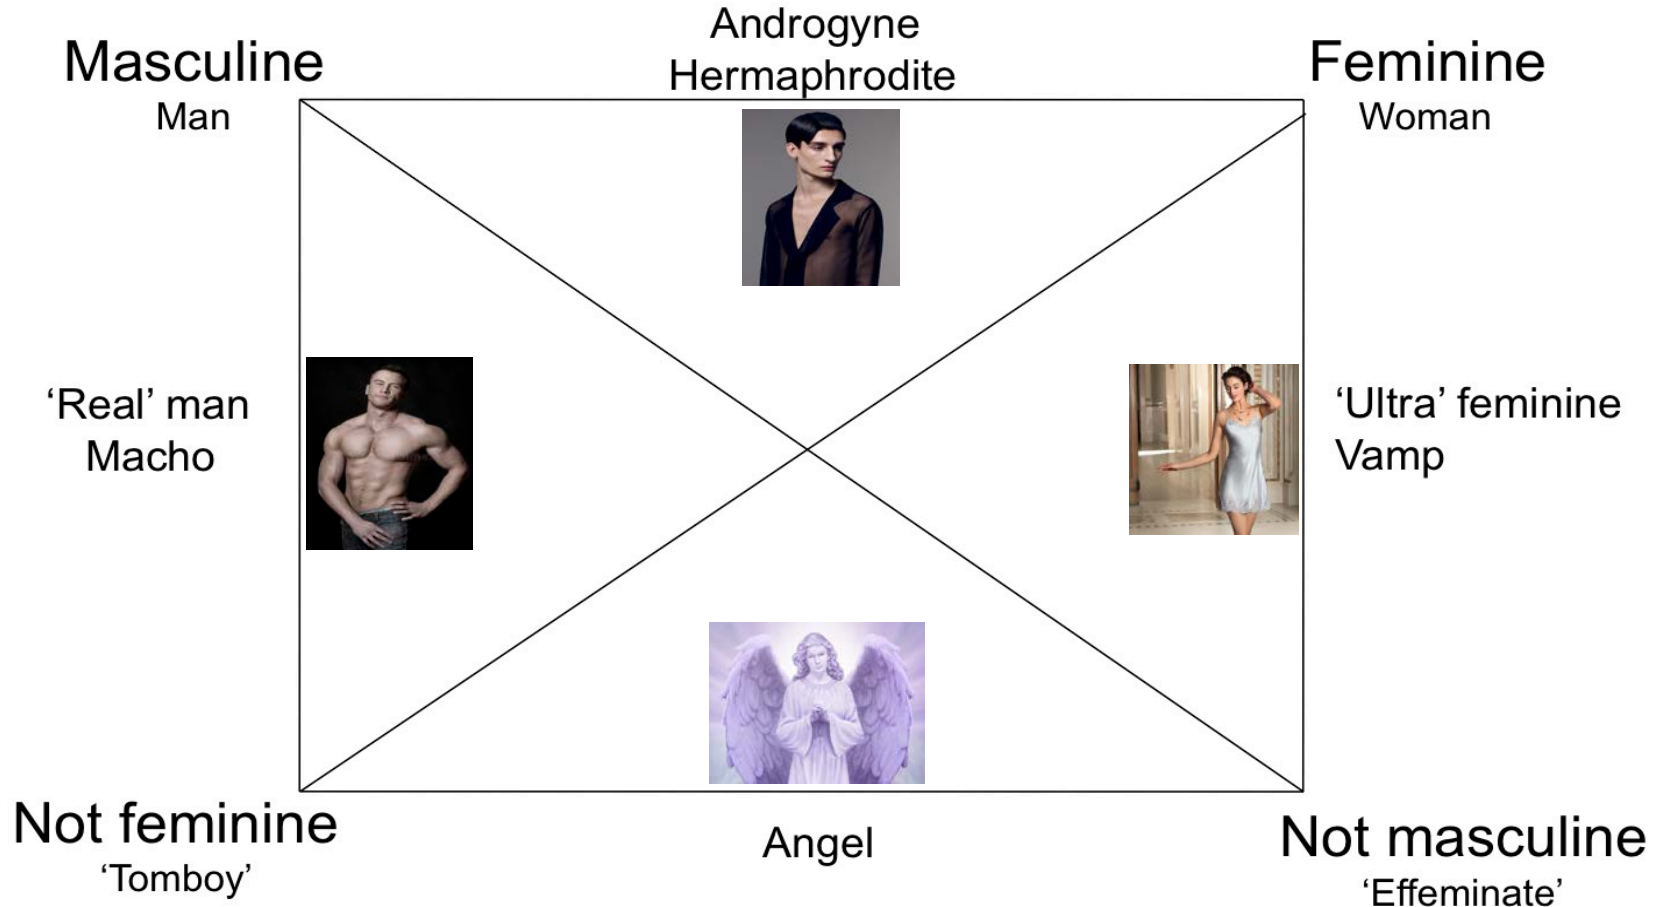 Androgyne
Hermaphrodite
Masculine
Man
Feminine
Woman
‘Real’ man
Macho
‘Ultra’ feminine
Vamp
Not feminine
‘Tomboy’
Angel
Not masculine
‘Effeminate’